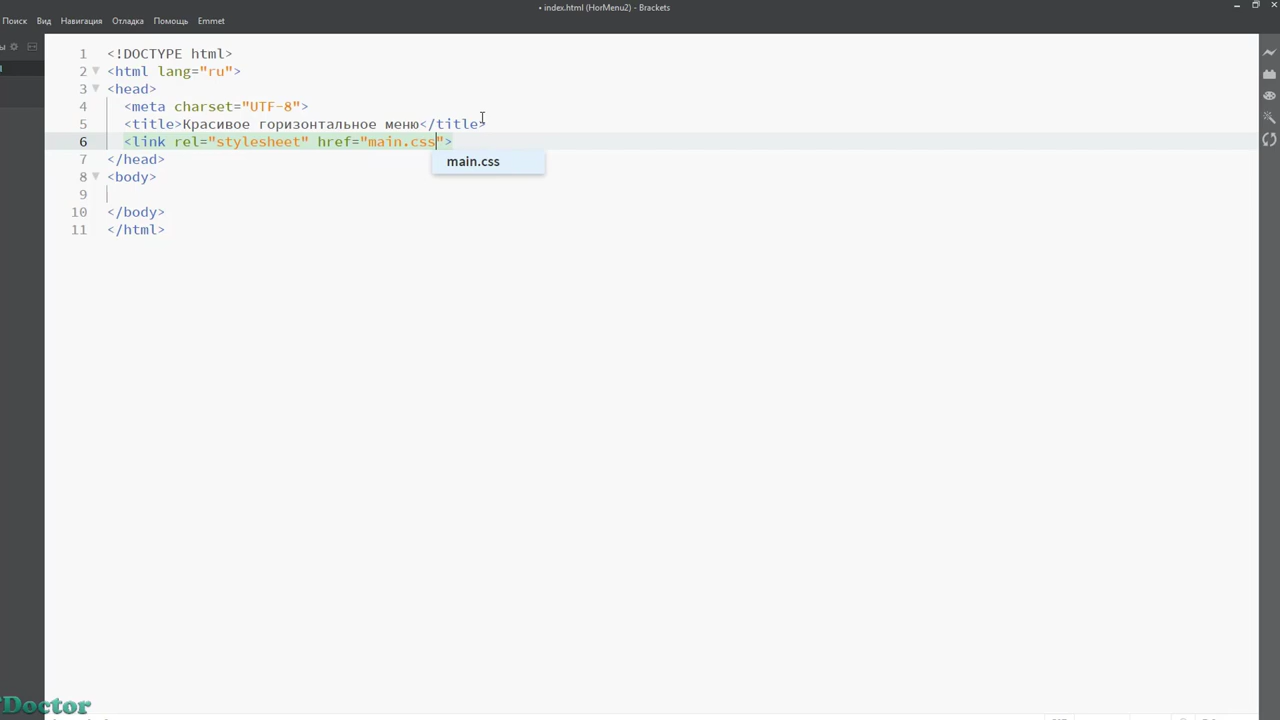 • index.html (HorMenu2) - Brackets
Поиск Вид Навигация Отладка Помощь Emmet
1 <!DOCTYPE html>
2 <html lang="ru">
3 <head>
4 <meta charset="UTF-8">
5 <title>Красивое горизонтальное меню</title>
6 <link rel="stylesheet" href="main.css">
main.css
7 </head>
8 <body>
9
10 </body>
11 </html>
Doctor